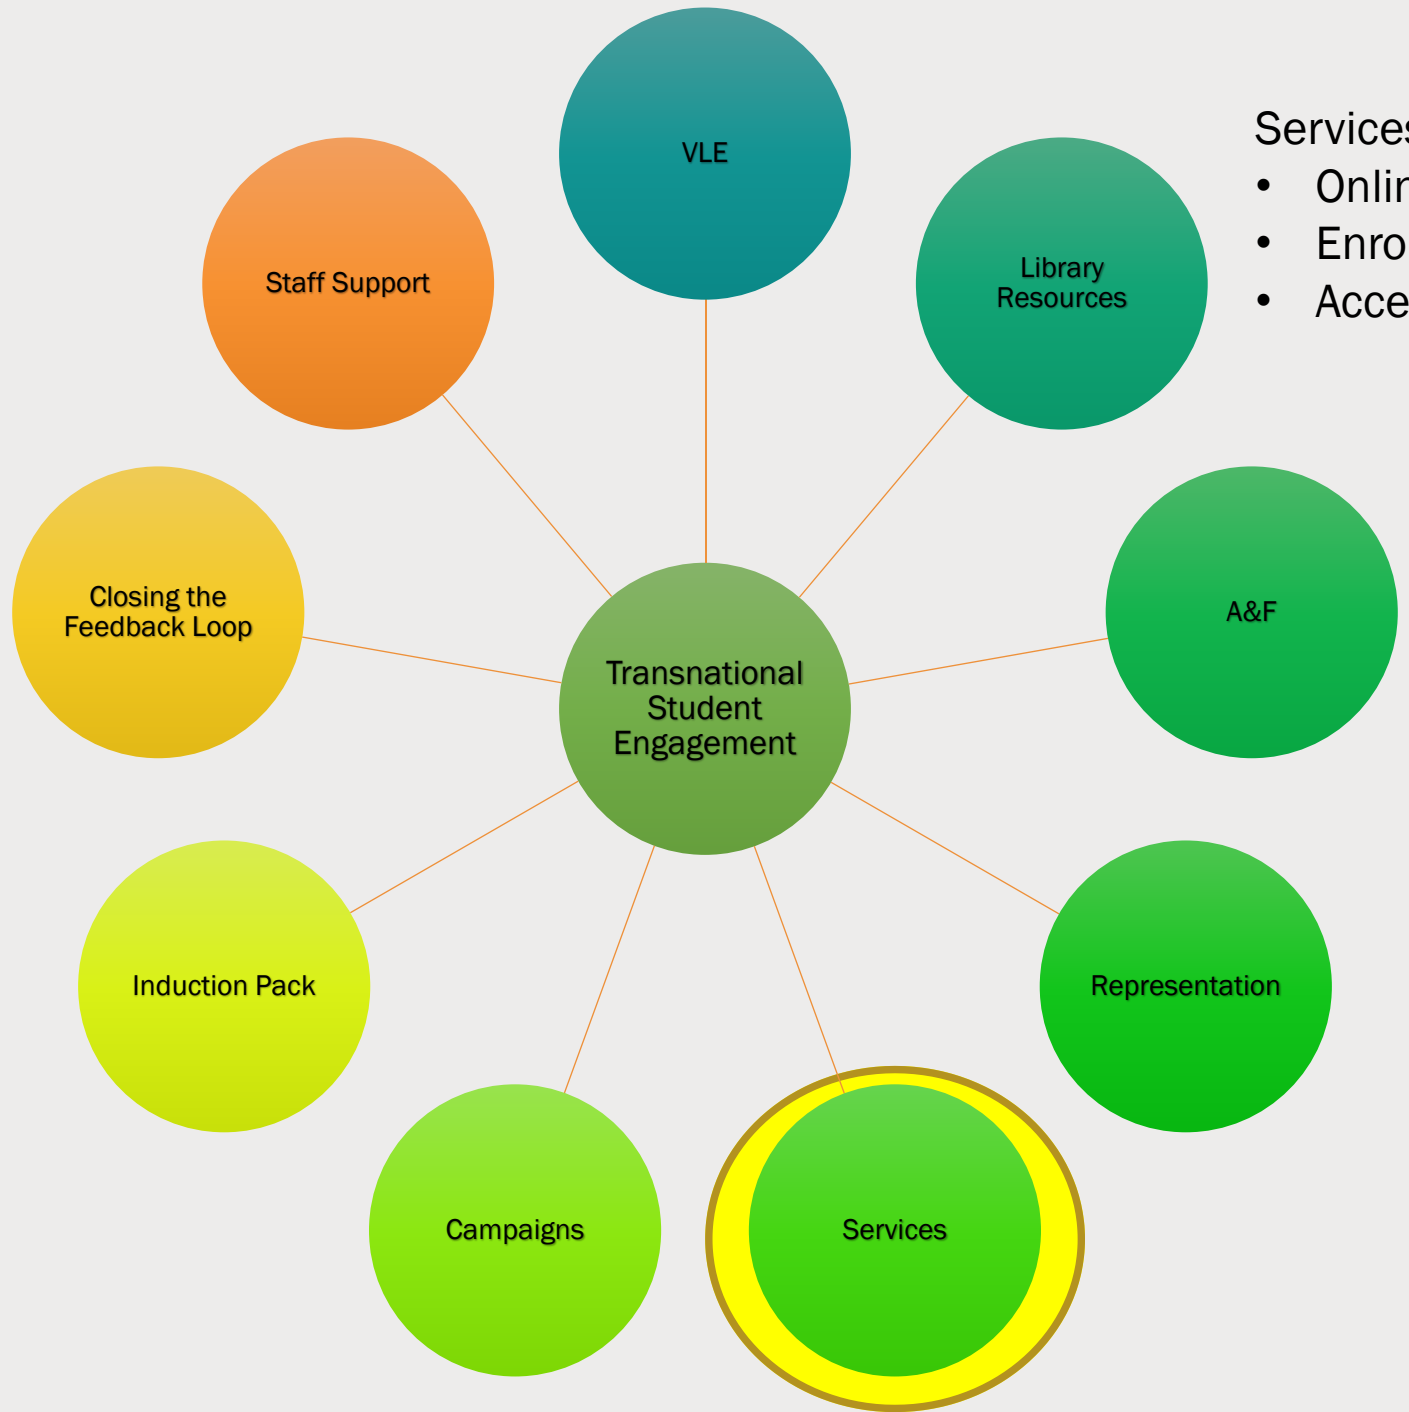 VLE
Staff Support
Library
Resources
Services
• Onlin
• Enro
• Acce
Closing the
Feedback Loop
A&F
Transnational
Student
Engagement
Induction Pack
Representation
Campaigns
Services